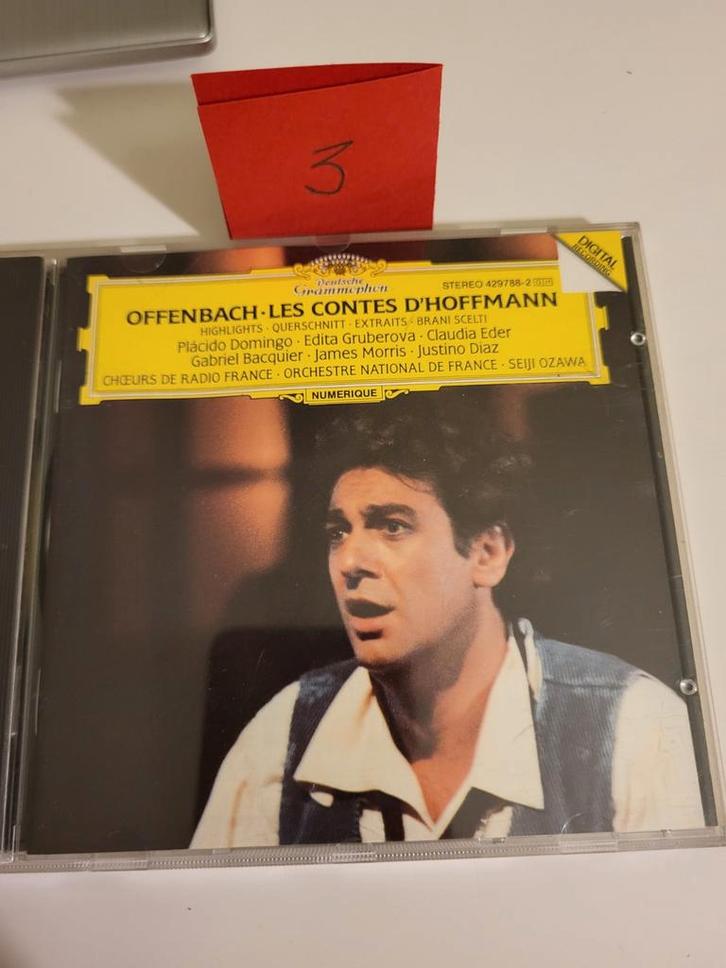 3
DIGITAL
RECORDING
Deutsche
Grammophon
STEREO 429788-2 GH
OFFENBACH·LES CONTES D'HOFFMANN
HIGHLIGHTS · QUERSCHNITT · EXTRAITS · BRANI SCELTI
Plácido Domingo · Edita Gruberova · Claudia Eder
Gabriel Bacquier · James Morris · Justino Diaz
CHŒURS DE RADIO FRANCE · ORCHESTRE NATIONAL DE FRANCE · SEIJI OZAWA
NUMERIQUE